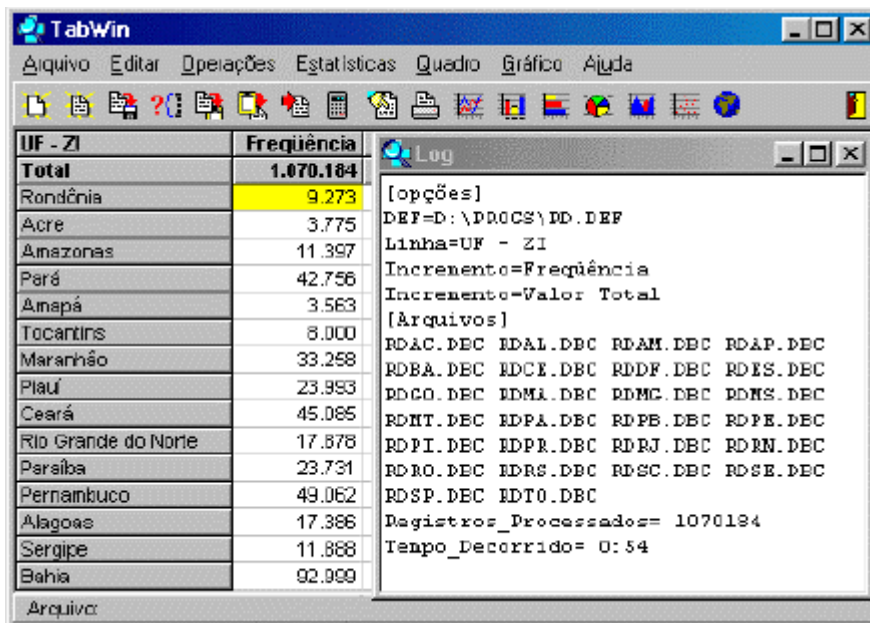 TabWin
Arquivo Editar Operações Estatísticas Quadro Gráfico Ajuda
UF - ZI Freqüência
Total 1.070.184
Rondônia 9.273
Acre 3.775
Amazonas 11.397
Pará 42.756
Amapá 3.563
Tocantins 8.000
Maranhão 33.258
Piauí 23.993
Ceará 45.085
Rio Grande do Norte 17.878
Paraíba 23.731
Pernambuco 49.062
Alagoas 17.386
Sergipe 11.888
Bahia 92.999
Arquivo:
Log
[opções]
DEF=D:\PROCS\RD.DEF
Linha=UF - ZI
Incremento=Freqüência
Incremento=Valor Total
[Arquivos]
RDAC.DBC RDAL.DBC RDAM.DBC RDAP.DBC
RDBA.DBC RDCE.DBC RDDF.DBC RDES.DBC
RDGO.DBC RDMA.DBC RDMG.DBC RDMS.DBC
RDMT.DBC RDPA.DBC RDPB.DBC RDPE.DBC
RDPI.DBC RDPR.DBC RDRJ.DBC RDRN.DBC
RDRO.DBC RDRS.DBC RDSC.DBC RDSE.DBC
RDSP.DBC RDTO.DBC
Registros_Processados= 1070184
Tempo_Decorrido= 0:54